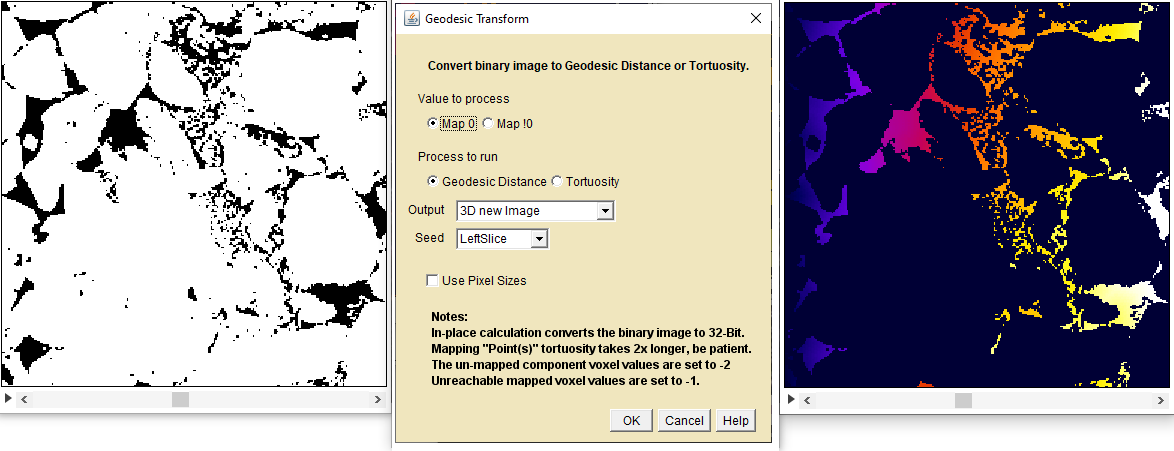 Geodesic Transform
Convert binary image to Geodesic Distance or Tortuosity.
Value to process
Map 0 Map !0
Process to run
Geodesic Distance Tortuosity
Output 3D new Image
Seed LeftSlice
Use Pixel Sizes
Notes:
In-place calculation converts the binary image to 32-Bit.
Mapping "Point(s)" tortuosity takes 2x longer, be patient.
The un-mapped component voxel values are set to -2
Unreachable mapped voxel values are set to -1.
OK Cancel Help